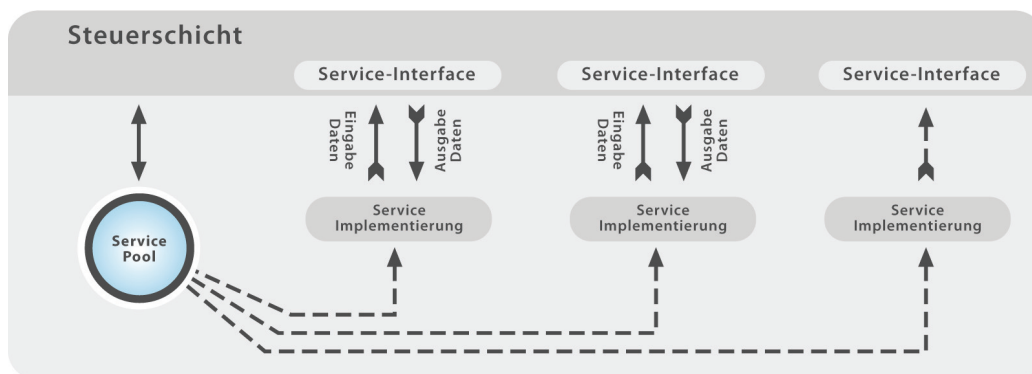 Steuerschicht
Service-Interface
Service-Interface
Service-Interface
Eingabe
Daten
Ausgabe
Daten
Eingabe
Daten
Ausgabe
Daten
Service
Implementierung
Service
Implementierung
Service
Implementierung
Service
Pool